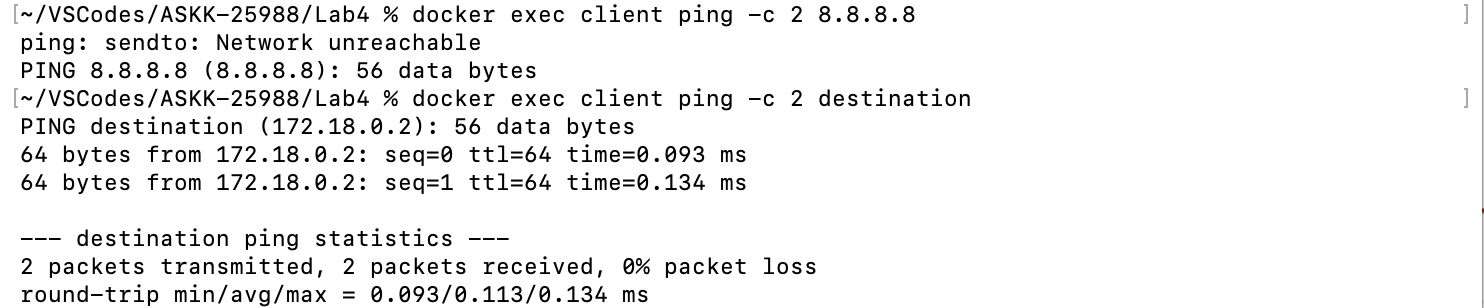 [~/VSCodes/ASKK-25988/Lab4 % docker exec client ping -c 2 8.8.8.8 ]
ping: sendto: Network unreachable
PING 8.8.8.8 (8.8.8.8): 56 data bytes
[~/VSCodes/ASKK-25988/Lab4 % docker exec client ping -c 2 destination ]
PING destination (172.18.0.2): 56 data bytes
64 bytes from 172.18.0.2: seq=0 ttl=64 time=0.093 ms
64 bytes from 172.18.0.2: seq=1 ttl=64 time=0.134 ms
--- destination ping statistics ---
2 packets transmitted, 2 packets received, 0% packet loss
round-trip min/avg/max = 0.093/0.113/0.134 ms